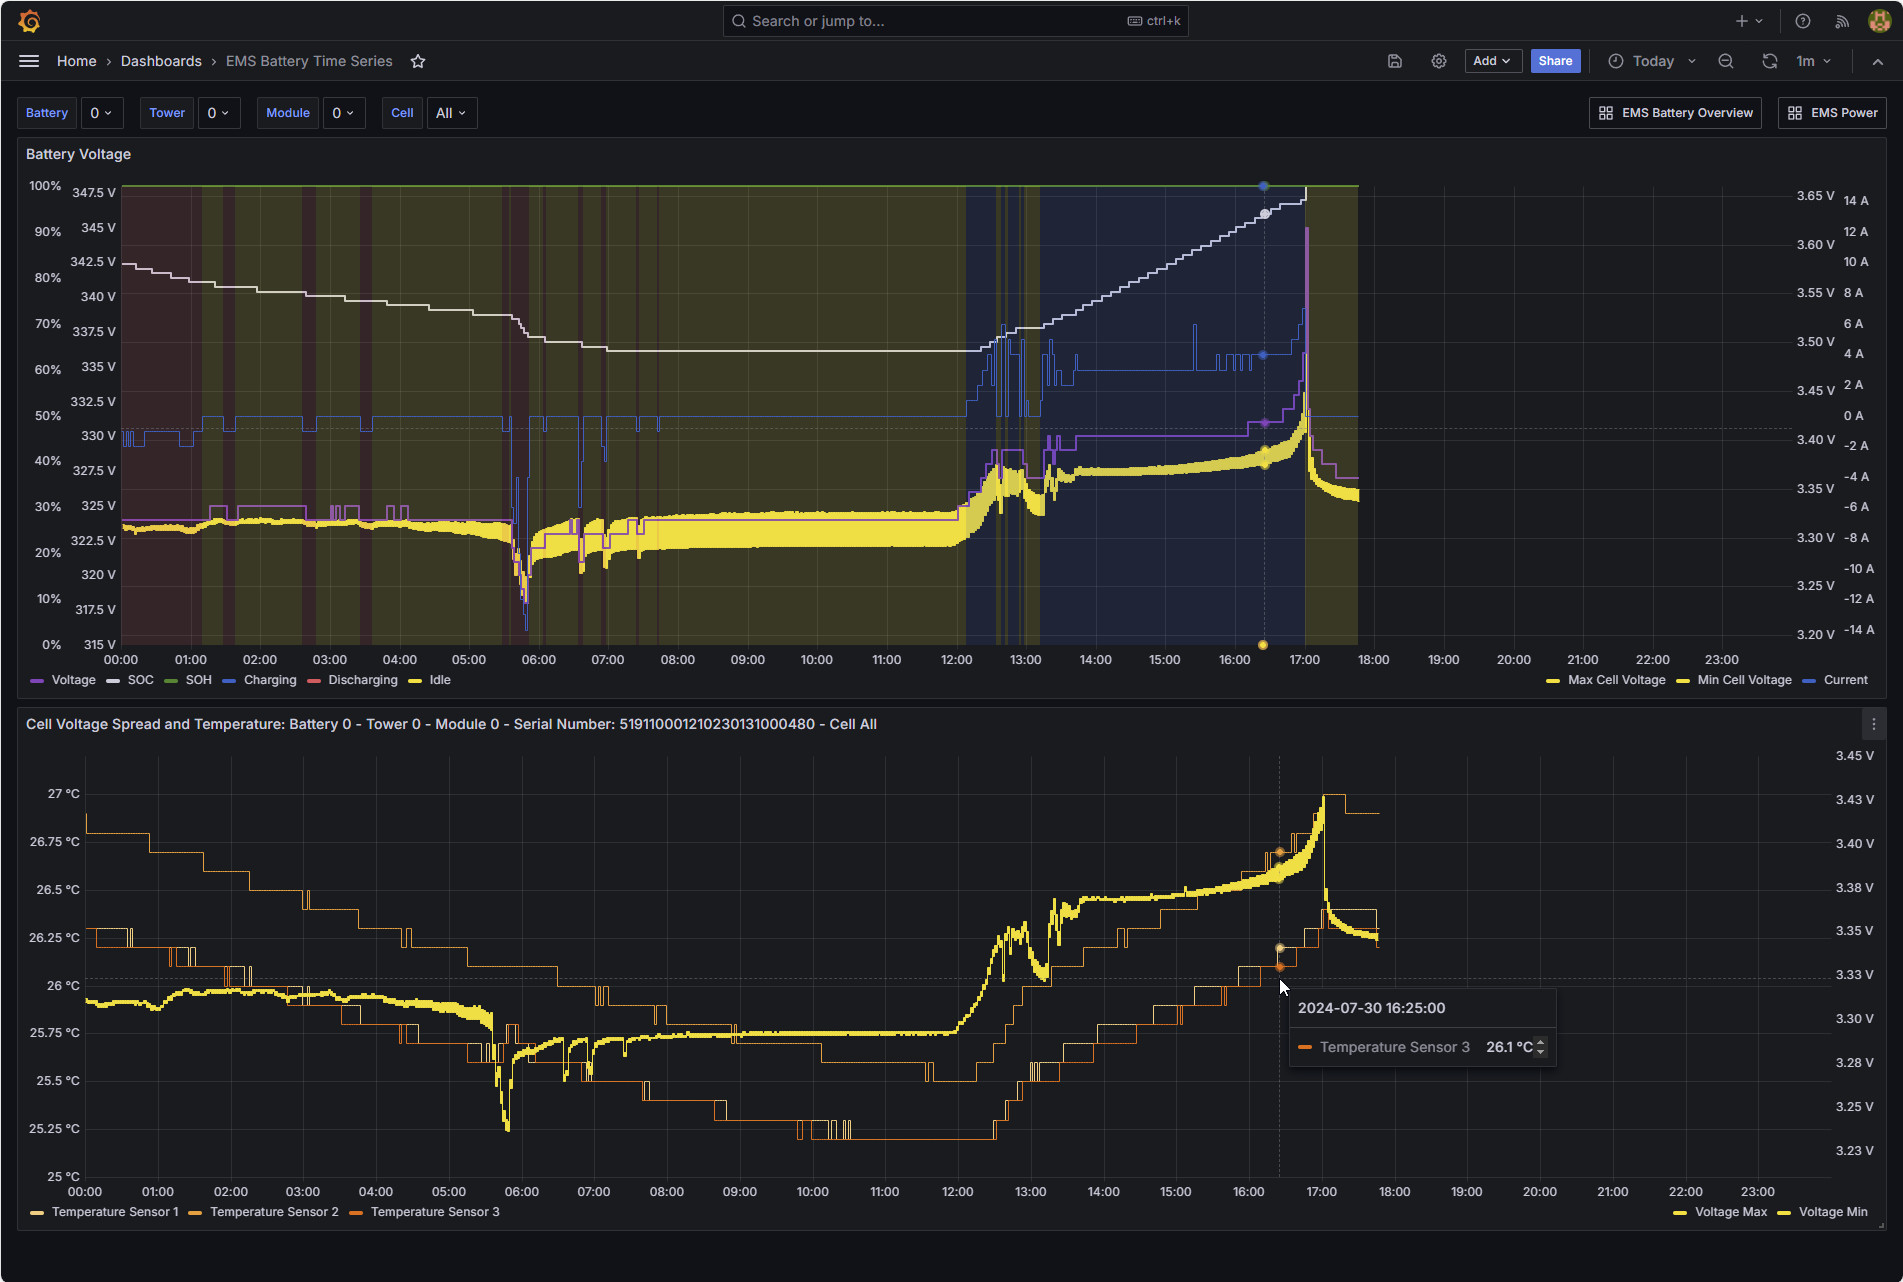 Search or jump to... ctrl+k
Home › Dashboards › EMS Battery Time Series Add Share Today 1m
Battery 0 Tower 0 Module 0 Cell All EMS Battery Overview EMS Power
Battery Voltage
100%
90%
80%
70%
60%
50%
40%
30%
20%
10%
0%
347.5 V
345 V
342.5 V
340 V
337.5 V
335 V
332.5 V
330 V
327.5 V
325 V
322.5 V
320 V
317.5 V
315 V
3.65 V
3.60 V
3.55 V
3.50 V
3.45 V
3.40 V
3.35 V
3.30 V
3.25 V
3.20 V
14 A
12 A
10 A
8 A
6 A
4 A
2 A
0 A
-2 A
-4 A
-6 A
-8 A
-10 A
-12 A
-14 A
00:00 01:00 02:00 03:00 04:00 05:00 06:00 07:00 08:00 09:00 10:00 11:00 12:00 13:00 14:00 15:00 16:00 17:00 18:00 19:00 20:00 21:00 22:00 23:00
Voltage SOC SOH Charging Discharging Idle Max Cell Voltage Min Cell Voltage Current
Cell Voltage Spread and Temperature: Battery 0 - Tower 0 - Module 0 - Serial Number: 519110001210230131000480 - Cell All
27 °C
26.75 °C
26.5 °C
26.25 °C
26 °C
25.75 °C
25.5 °C
25.25 °C
25 °C
3.45 V
3.43 V
3.40 V
3.38 V
3.35 V
3.33 V
3.30 V
3.28 V
3.25 V
3.23 V
2024-07-30 16:25:00
Temperature Sensor 3 26.1 °C
00:00 01:00 02:00 03:00 04:00 05:00 06:00 07:00 08:00 09:00 10:00 11:00 12:00 13:00 14:00 15:00 16:00 17:00 18:00 19:00 20:00 21:00 22:00 23:00
Temperature Sensor 1 Temperature Sensor 2 Temperature Sensor 3 Voltage Max Voltage Min